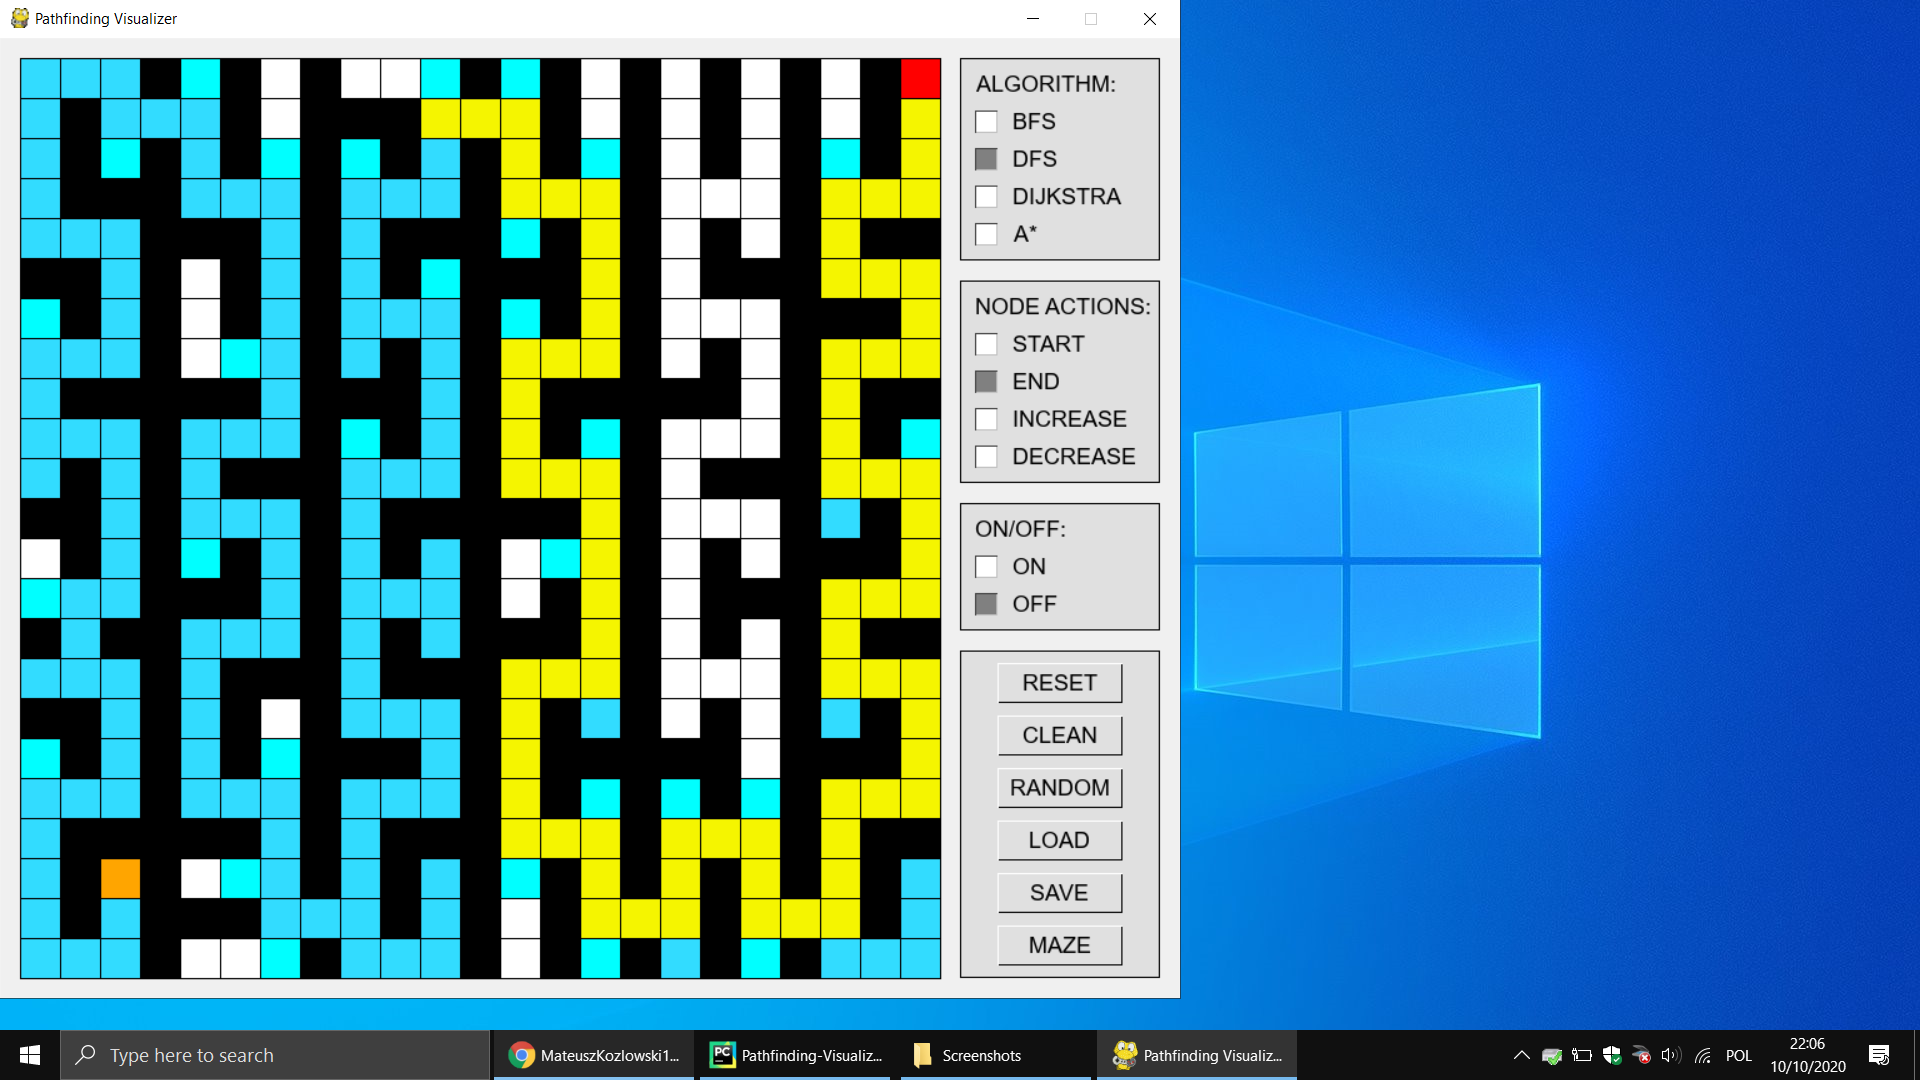 Pathfinding Visualizer
ALGORITHM:
BFS
DFS
DIJKSTRA
A*
NODE ACTIONS:
START
END
INCREASE
DECREASE
ON/OFF:
ON
OFF
RESET
CLEAN
RANDOM
LOAD
SAVE
MAZE
Type here to search
MateuszKozlowski1...
PC
Pathfinding-Visualiz...
Screenshots
Pathfinding Visualiz...
POL
22:06
10/10/2020